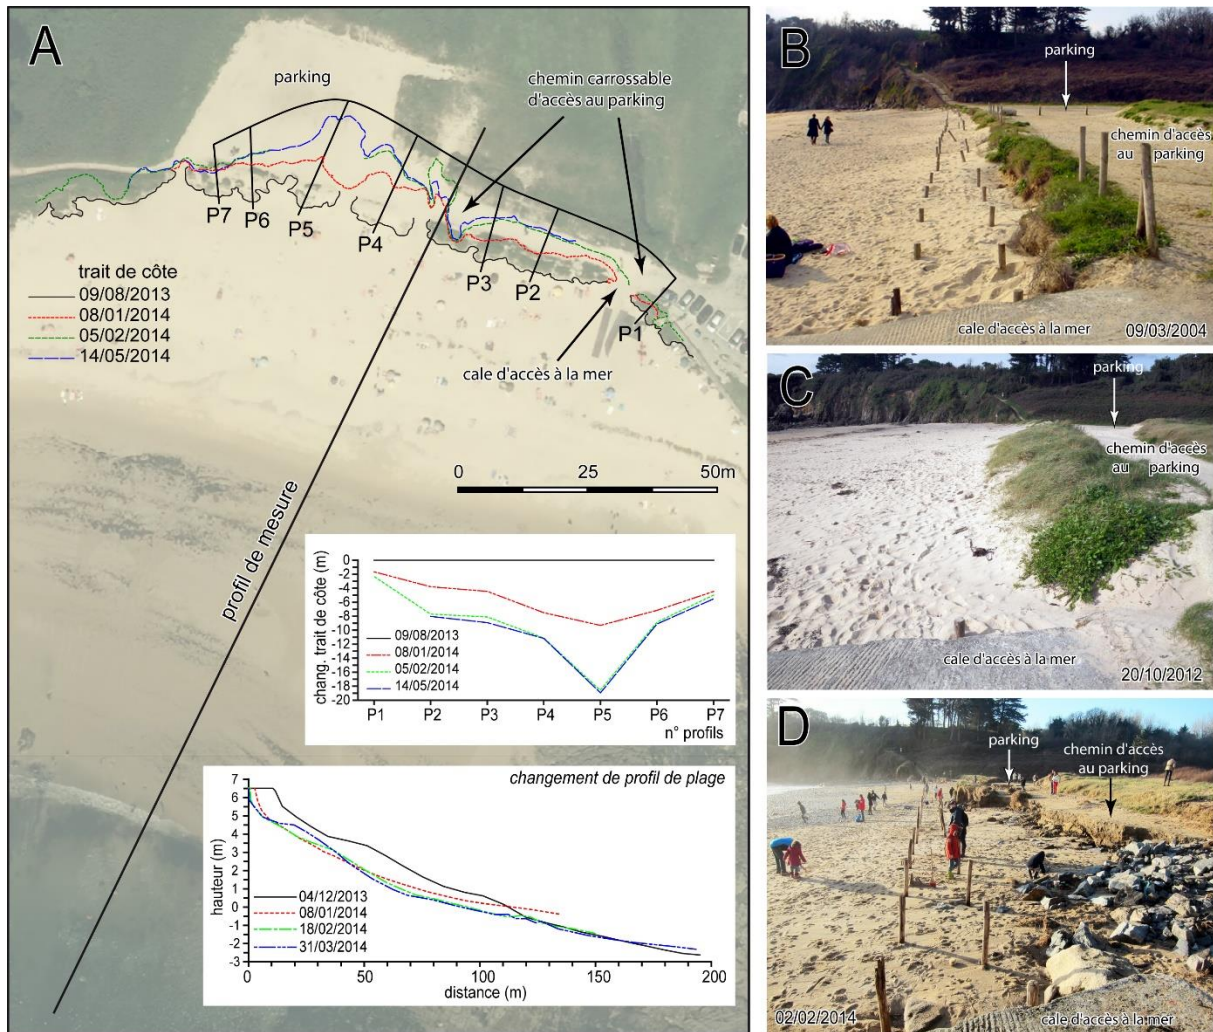 A
parking
chemin carrossable
d'accès au parking
P7
P6
P5
P4
P3
P2
P1
trait de côte
09/08/2013
08/01/2014
05/02/2014
14/05/2014
cale d'accès à la mer
0 25 50m
profil de mesure
chang. trait de côte (m)
0
-2
-4
-6
-8
-10
-12
-14
-16
-18
-20
09/08/2013
08/01/2014
05/02/2014
14/05/2014
P1 P2 P3 P4 P5 P6 P7
n° profils
changement de profil de plage
hauteur (m)
7
6
5
4
3
2
1
0
-1
-2
-3
04/12/2013
08/01/2014
18/02/2014
31/03/2014
0 50 100 150 200
distance (m)
B
parking
chemin d'accès
au parking
cale d'accès à la mer
09/03/2004
C
parking
chemin d'accès
au parking
cale d'accès à la mer
20/10/2012
D
parking
chemin d'accès
au parking
02/02/2014
cale d'accès à la mer